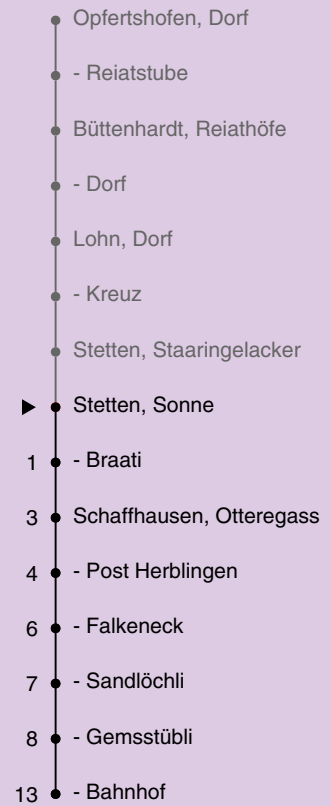 Opfertshofen, Dorf
- Reiatstube
Büttenhardt, Reiathöfe
- Dorf
Lohn, Dorf
- Kreuz
Stetten, Staaringelacker
Stetten, Sonne
1 - Braati
3 Schaffhausen, Otteregass
4 - Post Herblingen
6 - Falkeneck
7 - Sandlöchli
8 - Gemsstübli
13 - Bahnhof